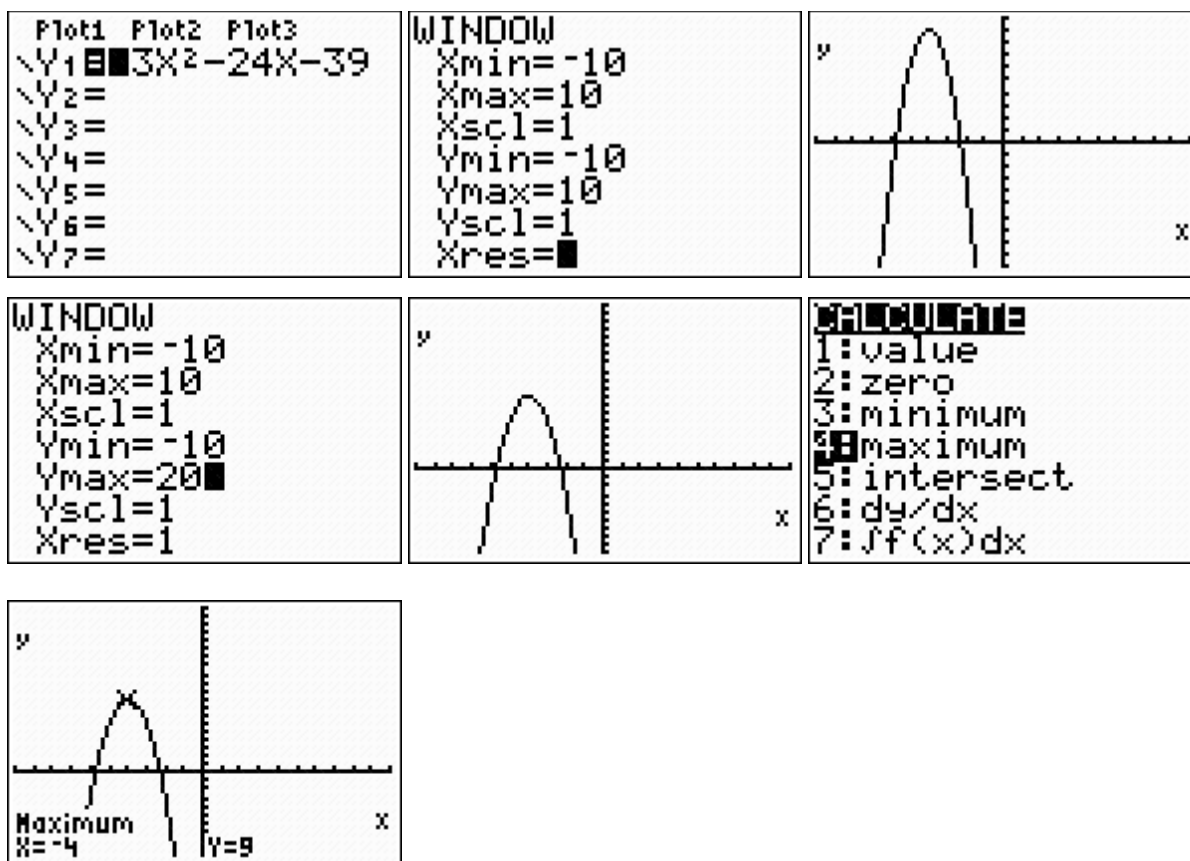 Plot1 Plot2 Plot3
\Y1=█3X²-24X-39
\Y2=
\Y3=
\Y4=
\Y5=
\Y6=
\Y7=
WINDOW
Xmin=-10
Xmax=10
Xscl=1
Ymin=-10
Ymax=10
Yscl=1
Xres=█
y
x
WINDOW
Xmin=-10
Xmax=10
Xscl=1
Ymin=-10
Ymax=20█
Yscl=1
Xres=1
y
x
CALCULATE
1:value
2:zero
3:minimum
4:maximum
5:intersect
6:dy/dx
7:∫f(x)dx
y
x
Maximum
X=-4 Y=9